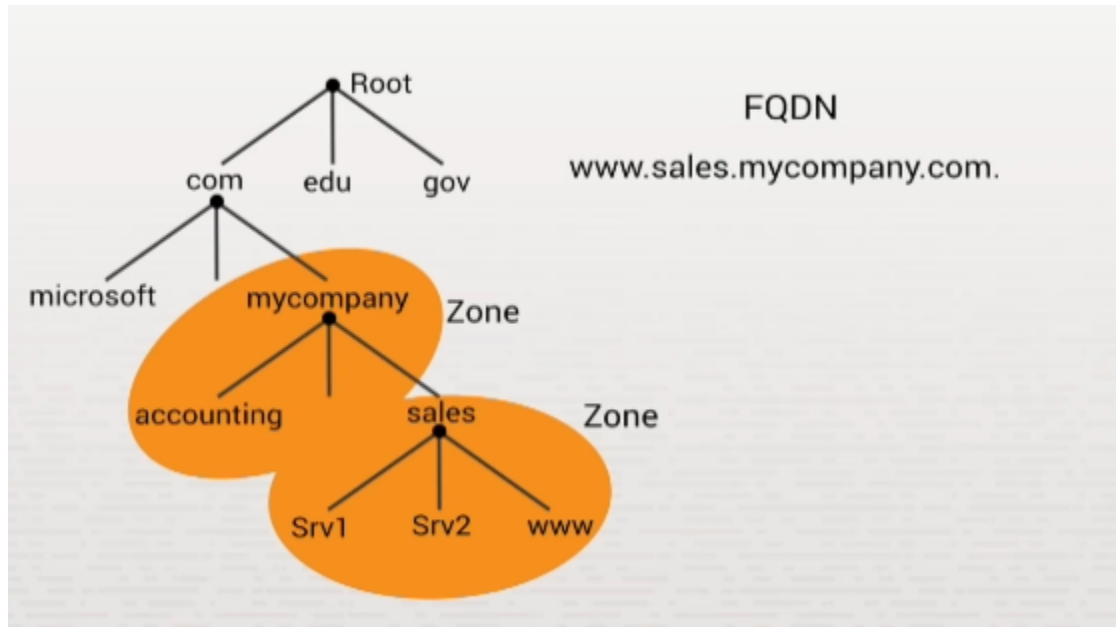 Root
FQDN
www.sales.mycompany.com.
com edu gov
microsoft mycompany Zone
accounting sales Zone
Srv1 Srv2 www